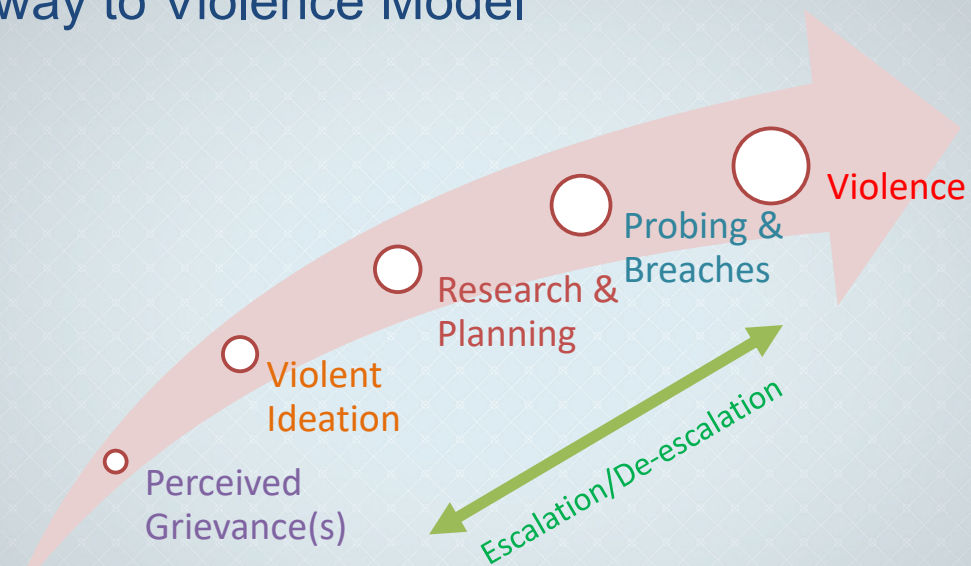 way to Violence Model
Violence
Probing &
Breaches
Research &
Planning
Violent
Ideation
Perceived
Grievance(s)
Escalation/De-escalation